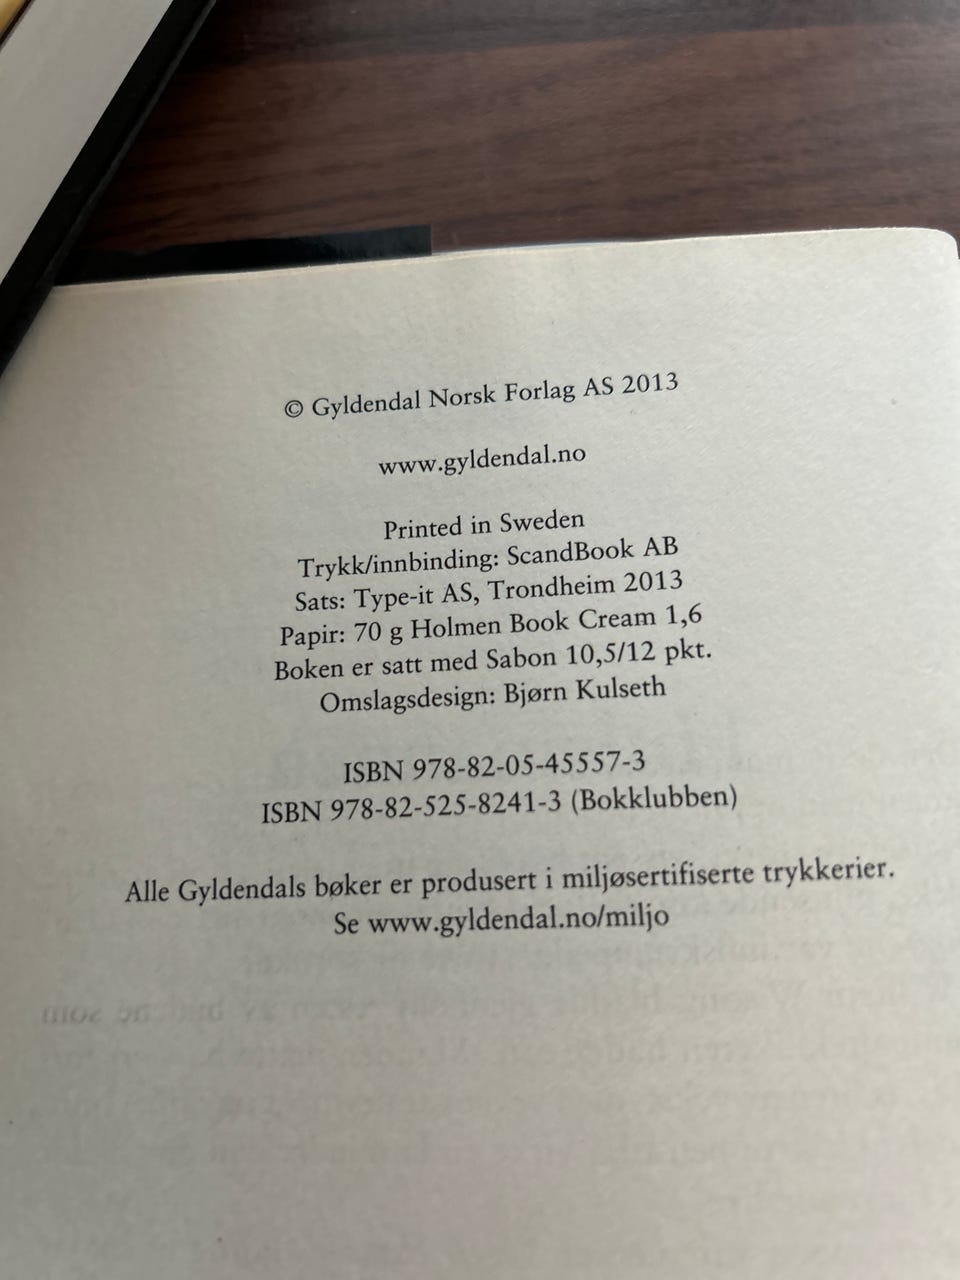 © Gyldendal Norsk Forlag AS 2013
www.gyldendal.no
Printed in Sweden
Trykk/innbinding: ScandBook AB
Sats: Type-it AS, Trondheim 2013
Papir: 70 g Holmen Book Cream 1,6
Boken er satt med Sabon 10,5/12 pkt.
Omslagsdesign: Bjørn Kulseth
ISBN 978-82-05-45557-3
ISBN 978-82-525-8241-3 (Bokklubben)
Alle Gyldendals bøker er produsert i miljøsertifiserte trykkerier.
Se www.gyldendal.no/miljo